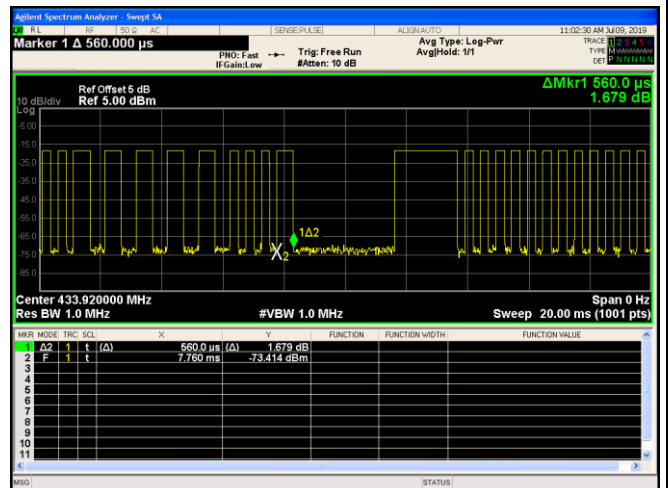 Agilent Spectrum Analyzer - Swept SA
RL RF 50 Ω AC SENSE:PULSE ALIGN AUTO 11:02:30 AM Jul 09, 2019
Marker 1 Δ 560.000 µs
PNO: Fast
IFGain:Low
Trig: Free Run
#Atten: 10 dB
Avg Type: Log-Pwr
Avg|Hold: 1/1
TRACE 1 2 3 4 5 6
TYPE M
DET P N N N N N
ΔMkr1 560.0 µs
1.679 dB
Ref Offset 5 dB
10 dB/div Ref 5.00 dBm
Log
-5.00
-15.0
-25.0
-35.0
-45.0
-55.0
-65.0
-75.0
-85.0
1Δ2
X2
Center 433.920000 MHz Span 0 Hz
Res BW 1.0 MHz #VBW 1.0 MHz Sweep 20.00 ms (1001 pts)
MKR MODE TRC SCL X Y FUNCTION FUNCTION WIDTH FUNCTION VALUE
1 Δ2 1 t (Δ) 560.0 µs (Δ) 1.679 dB
2 F 1 t 7.760 ms -73.414 dBm
3
4
5
6
7
8
9
10
11
MSG STATUS